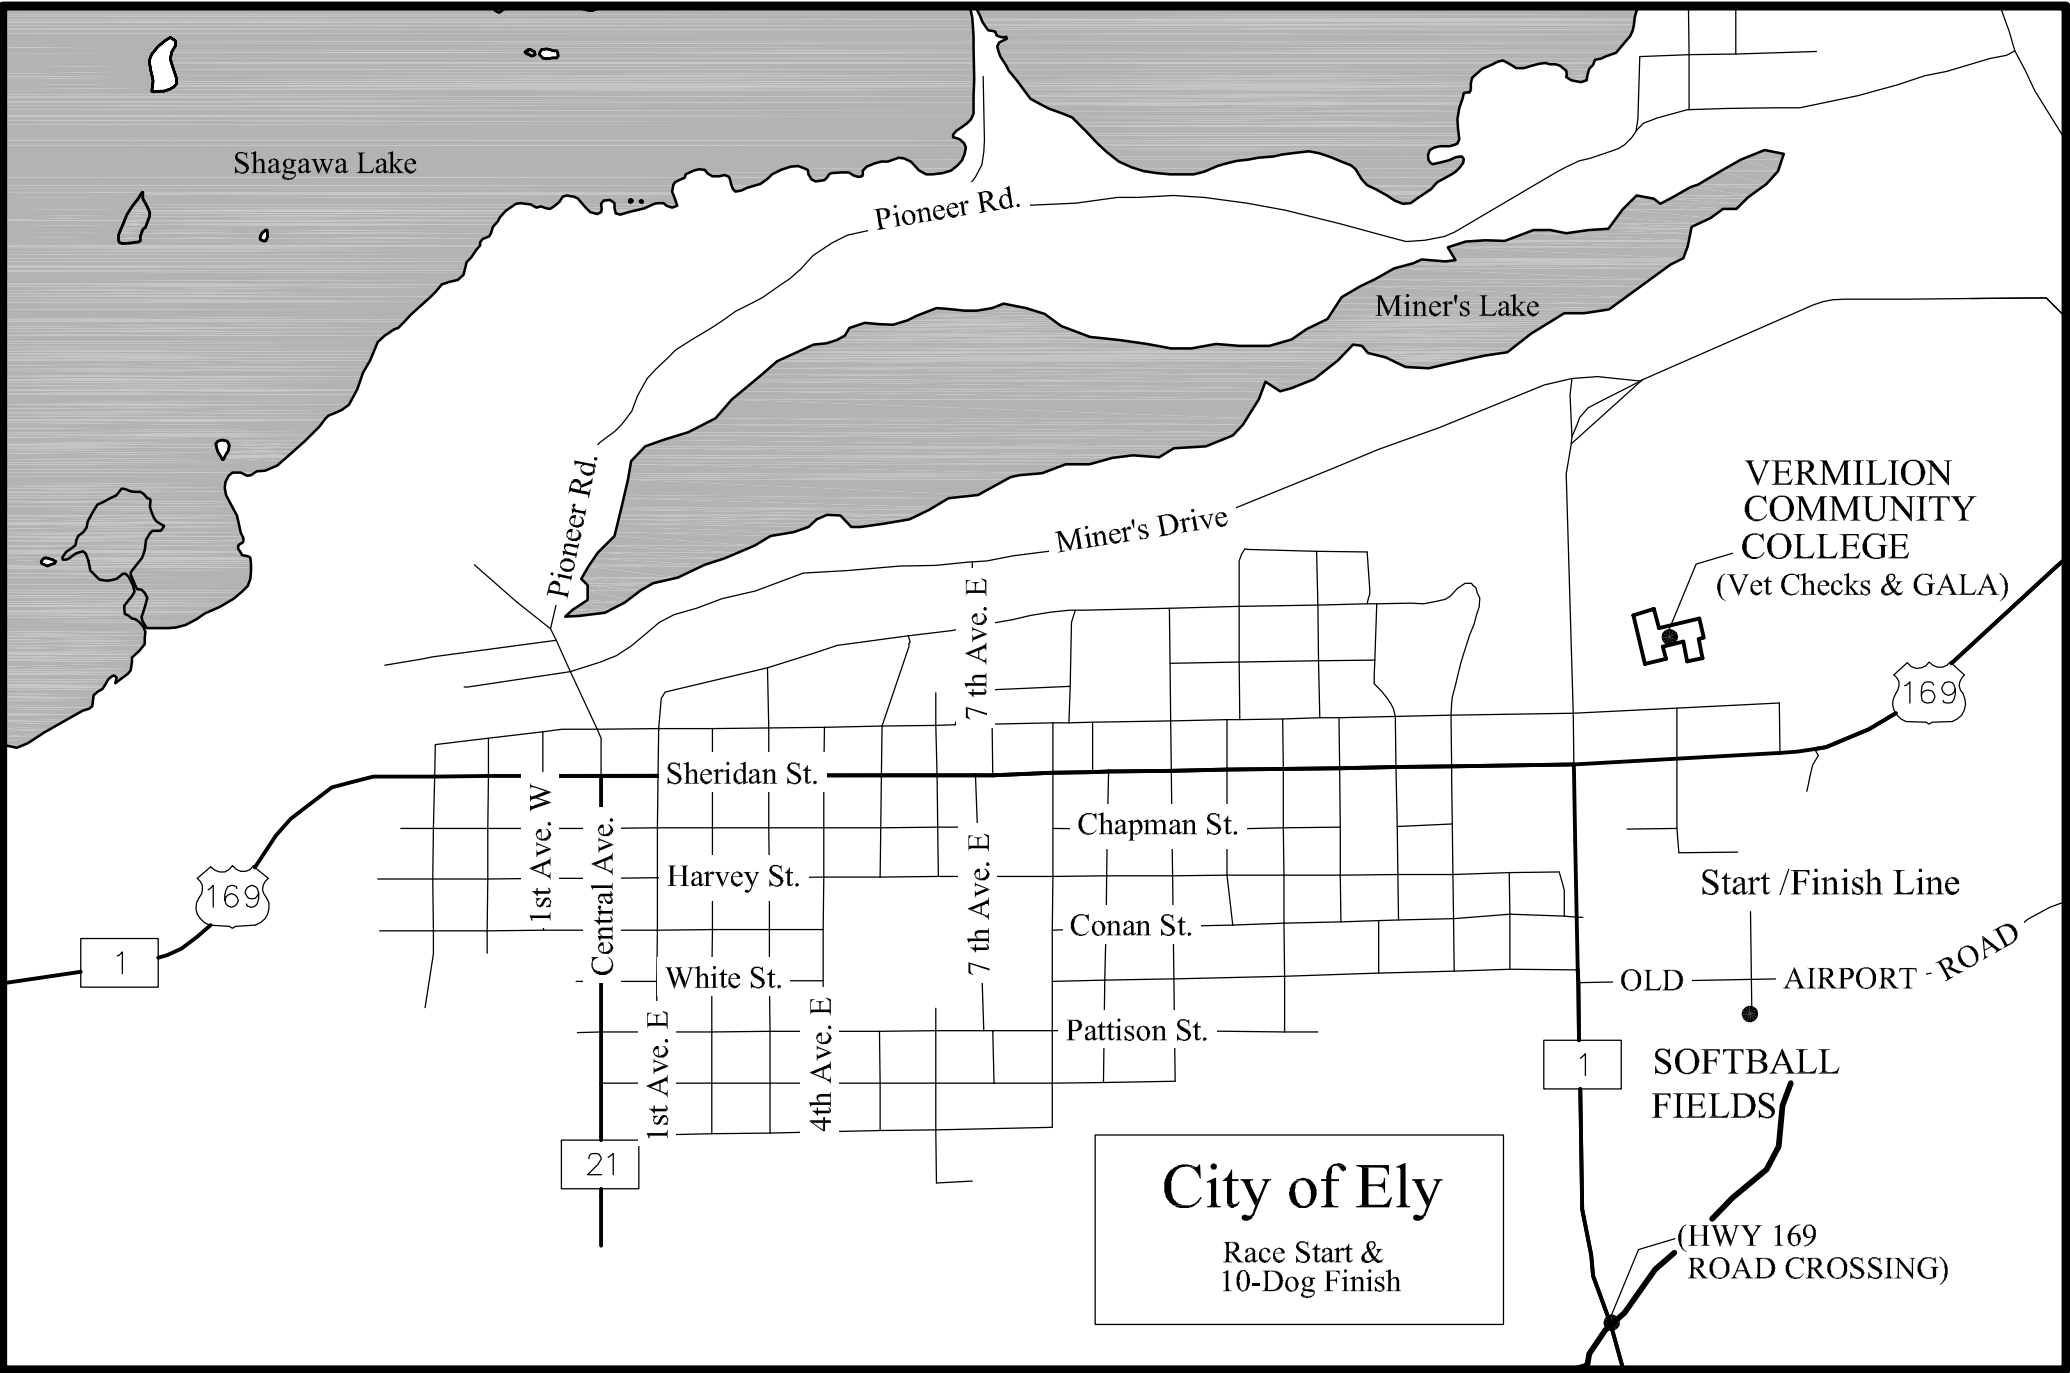 Shagawa Lake
Pioneer Rd.
Miner's Lake
Pioneer Rd.
Miner's Drive
VERMILION
COMMUNITY
COLLEGE
(Vet Checks & GALA)
7 th Ave. E
169
Sheridan St.
1st Ave. W
Central Ave.
Chapman St.
Harvey St.
7 th Ave. E
169
Start /Finish Line
Conan St.
1
White St.
OLD
AIRPORT
ROAD
1st Ave. E
4th Ave. E
Pattison St.
1
SOFTBALL
FIELDS
21
City of Ely
Race Start &
10-Dog Finish
(HWY 169
ROAD CROSSING)